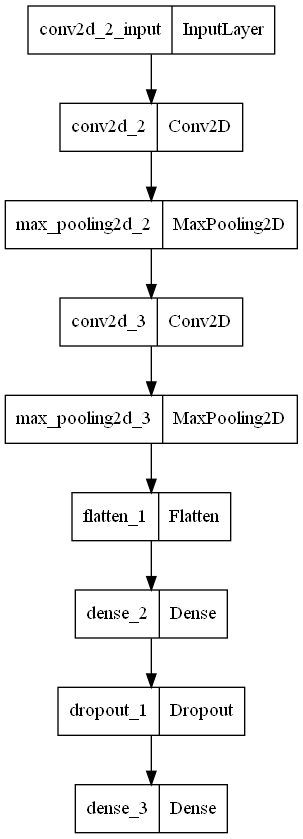 conv2d_2_input InputLayer
conv2d_2 Conv2D
max_pooling2d_2 MaxPooling2D
conv2d_3 Conv2D
max_pooling2d_3 MaxPooling2D
flatten_1 Flatten
dense_2 Dense
dropout_1 Dropout
dense_3 Dense